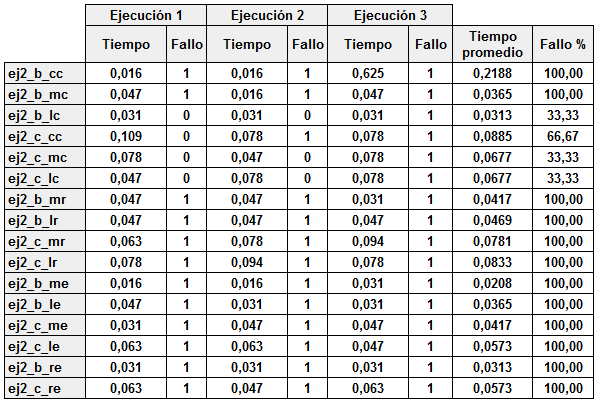 Ejecución 1 Ejecución 2 Ejecución 3
Tiempo Fallo Tiempo Fallo Tiempo Fallo Tiempo promedio Fallo %
ej2_b_cc 0,016 1 0,016 1 0,625 1 0,2188 100,00
ej2_b_mc 0,047 1 0,016 1 0,047 1 0,0365 100,00
ej2_b_lc 0,031 0 0,031 0 0,031 1 0,0313 33,33
ej2_c_cc 0,109 0 0,078 1 0,078 1 0,0885 66,67
ej2_c_mc 0,078 0 0,047 0 0,078 1 0,0677 33,33
ej2_c_lc 0,047 0 0,078 0 0,078 1 0,0677 33,33
ej2_b_mr 0,047 1 0,047 1 0,031 1 0,0417 100,00
ej2_b_lr 0,047 1 0,047 1 0,047 1 0,0469 100,00
ej2_c_mr 0,063 1 0,078 1 0,094 1 0,0781 100,00
ej2_c_lr 0,078 1 0,094 1 0,078 1 0,0833 100,00
ej2_b_me 0,016 1 0,016 1 0,031 1 0,0208 100,00
ej2_b_le 0,047 1 0,031 1 0,031 1 0,0365 100,00
ej2_c_me 0,031 1 0,047 1 0,047 1 0,0417 100,00
ej2_c_le 0,063 1 0,063 1 0,047 1 0,0573 100,00
ej2_b_re 0,031 1 0,031 1 0,031 1 0,0313 100,00
ej2_c_re 0,063 1 0,047 1 0,063 1 0,0573 100,00